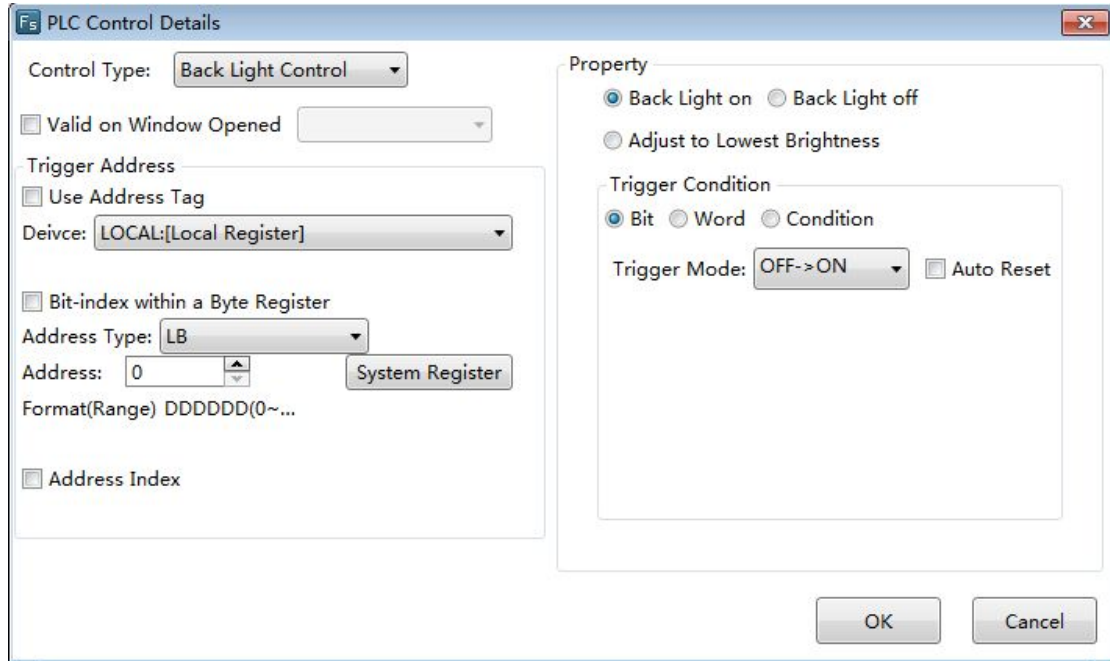 Fs PLC Control Details
Control Type: Back Light Control
Valid on Window Opened
Trigger Address
Use Address Tag
Deivce: LOCAL:[Local Register]
Bit-index within a Byte Register
Address Type: LB
Address: 0 System Register
Format(Range) DDDDDD(0~...
Address Index
Property
Back Light on Back Light off
Adjust to Lowest Brightness
Trigger Condition
Bit Word Condition
Trigger Mode: OFF->ON Auto Reset
OK Cancel